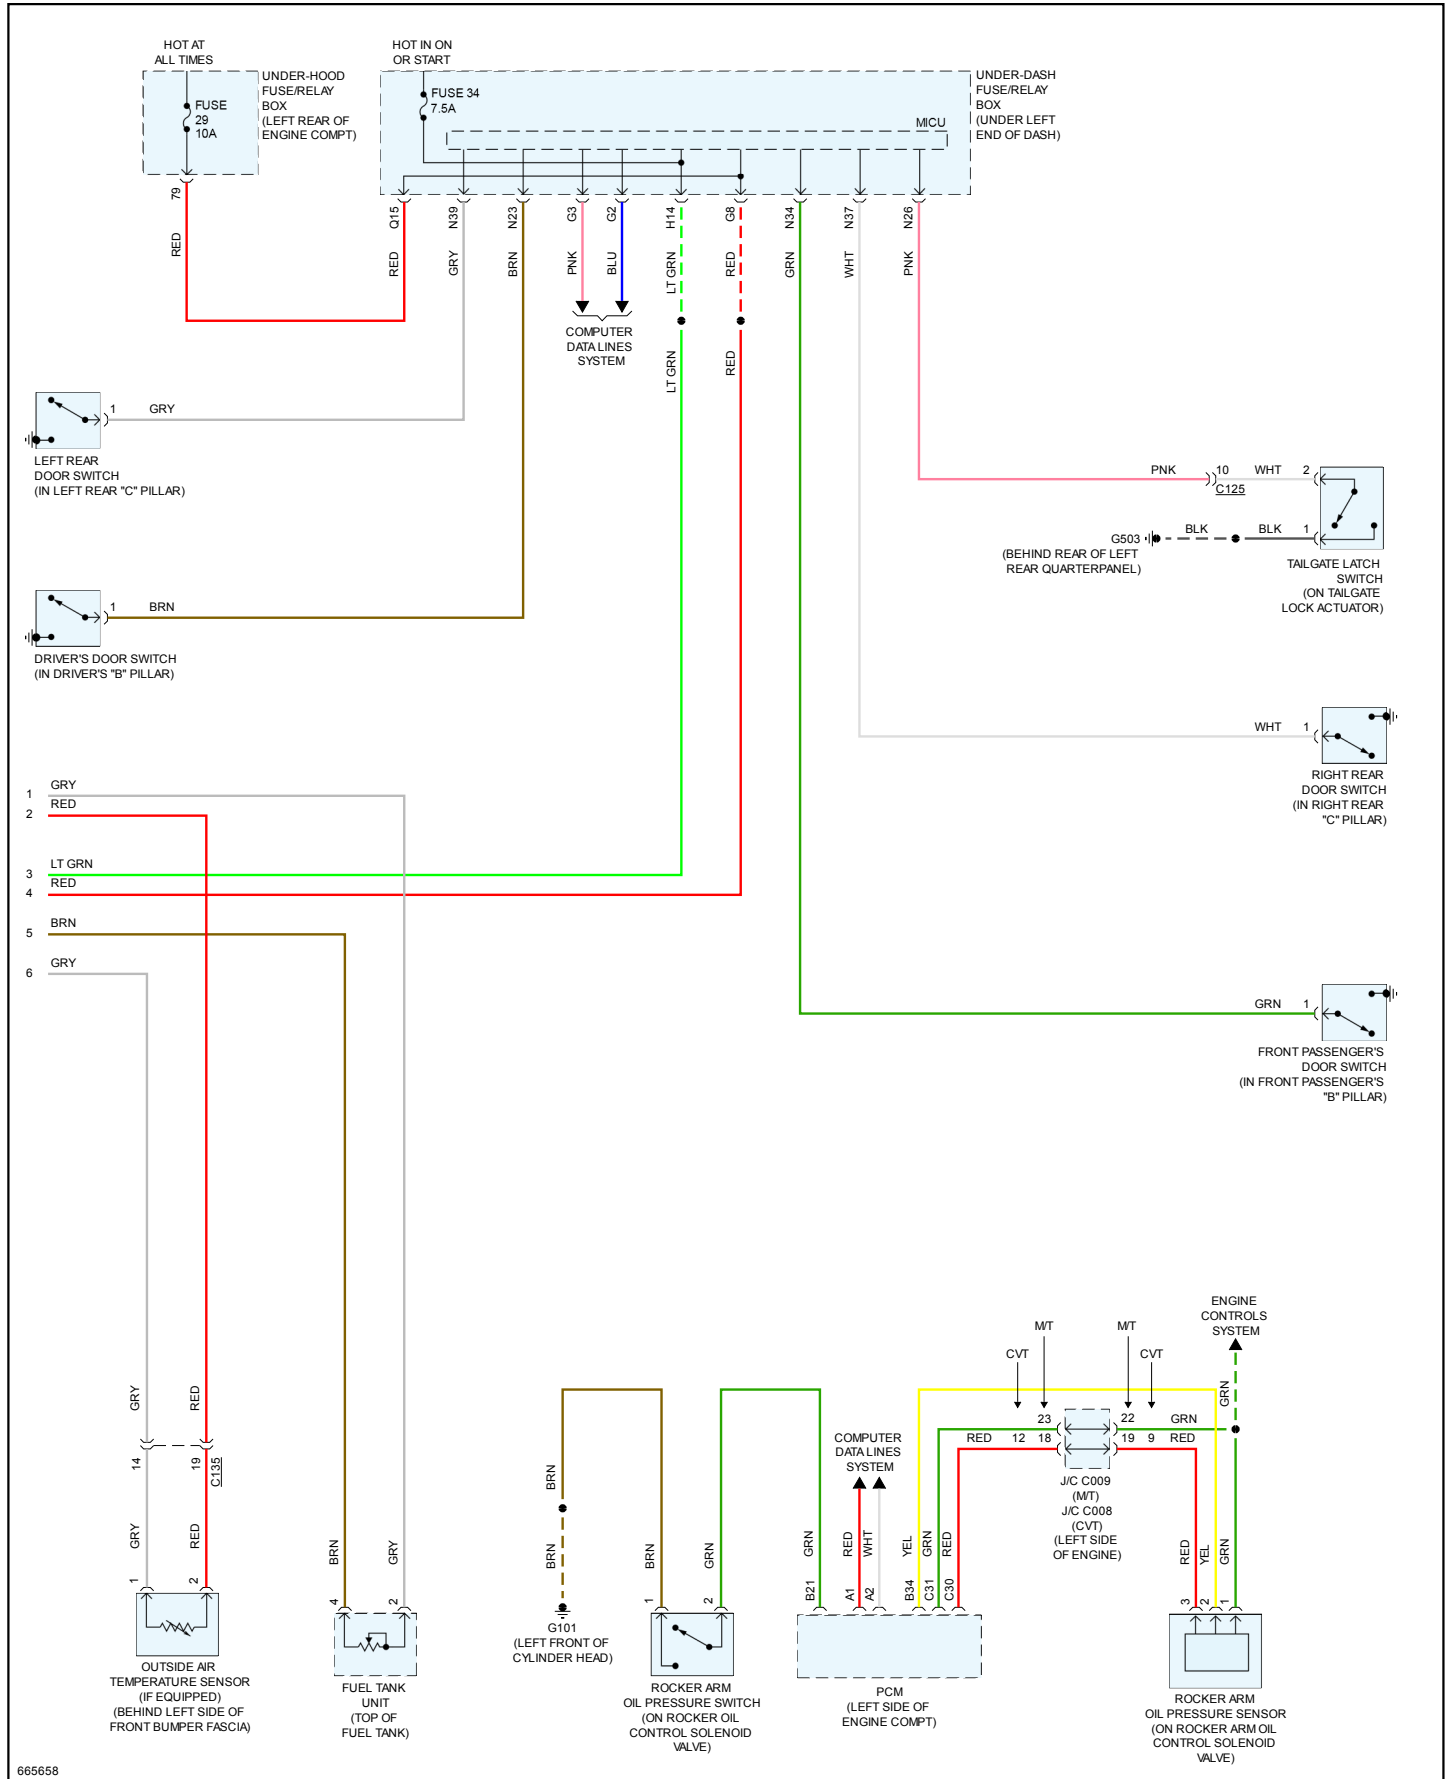 HOT AT
ALL TIMES
HOT IN ON
OR START
UNDER-HOOD
FUSE/RELAY
BOX
(LEFT REAR OF
ENGINE COMPT)
FUSE
29
10A
FUSE 34
7.5A
MICU
UNDER-DASH
FUSE/RELAY
BOX
(UNDER LEFT
END OF DASH)
79
Q15
N39
N23
G3
G2
H14
G8
N34
N37
N26
RED
RED
GRY
BRN
PNK
BLU
LT GRN
RED
GRN
WHT
PNK
COMPUTER
DATA LINES
SYSTEM
LT GRN
RED
1
GRY
LEFT REAR
DOOR SWITCH
(IN LEFT REAR "C" PILLAR)
PNK
10
WHT
2
C125
G503
BLK
BLK
1
(BEHIND REAR OF LEFT
REAR QUARTERPANEL)
TAILGATE LATCH
SWITCH
(ON TAILGATE
LOCK ACTUATOR)
1
BRN
DRIVER'S DOOR SWITCH
(IN DRIVER'S "B" PILLAR)
WHT
1
RIGHT REAR
DOOR SWITCH
(IN RIGHT REAR
"C" PILLAR)
1
GRY
2
RED
3
LT GRN
4
RED
5
BRN
6
GRY
GRN
1
FRONT PASSENGER'S
DOOR SWITCH
(IN FRONT PASSENGER'S
"B" PILLAR)
ENGINE
CONTROLS
SYSTEM
M/T
M/T
CVT
CVT
GRN
GRY
RED
23
22
GRN
RED
12
18
19
9
RED
COMPUTER
DATA LINES
SYSTEM
14
19
C135
J/C C009
(M/T)
J/C C008
(CVT)
(LEFT SIDE
OF ENGINE)
BRN
GRY
RED
BRN
GRY
BRN
BRN
GRN
GRN
RED
WHT
YEL
GRN
RED
RED
YEL
GRN
1
2
4
2
1
2
B21
A1
A2
B34
C31
C30
3
2
1
G101
(LEFT FRONT OF
CYLINDER HEAD)
OUTSIDE AIR
TEMPERATURE SENSOR
(IF EQUIPPED)
(BEHIND LEFT SIDE OF
FRONT BUMPER FASCIA)
FUEL TANK
UNIT
(TOP OF
FUEL TANK)
ROCKER ARM
OIL PRESSURE SWITCH
(ON ROCKER OIL
CONTROL SOLENOID
VALVE)
PCM
(LEFT SIDE OF
ENGINE COMPT)
ROCKER ARM
OIL PRESSURE SENSOR
(ON ROCKER ARM OIL
CONTROL SOLENOID
VALVE)
665658